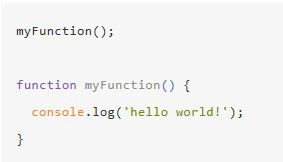 myFunction();
function myFunction() {
  console.log('hello world!');
}